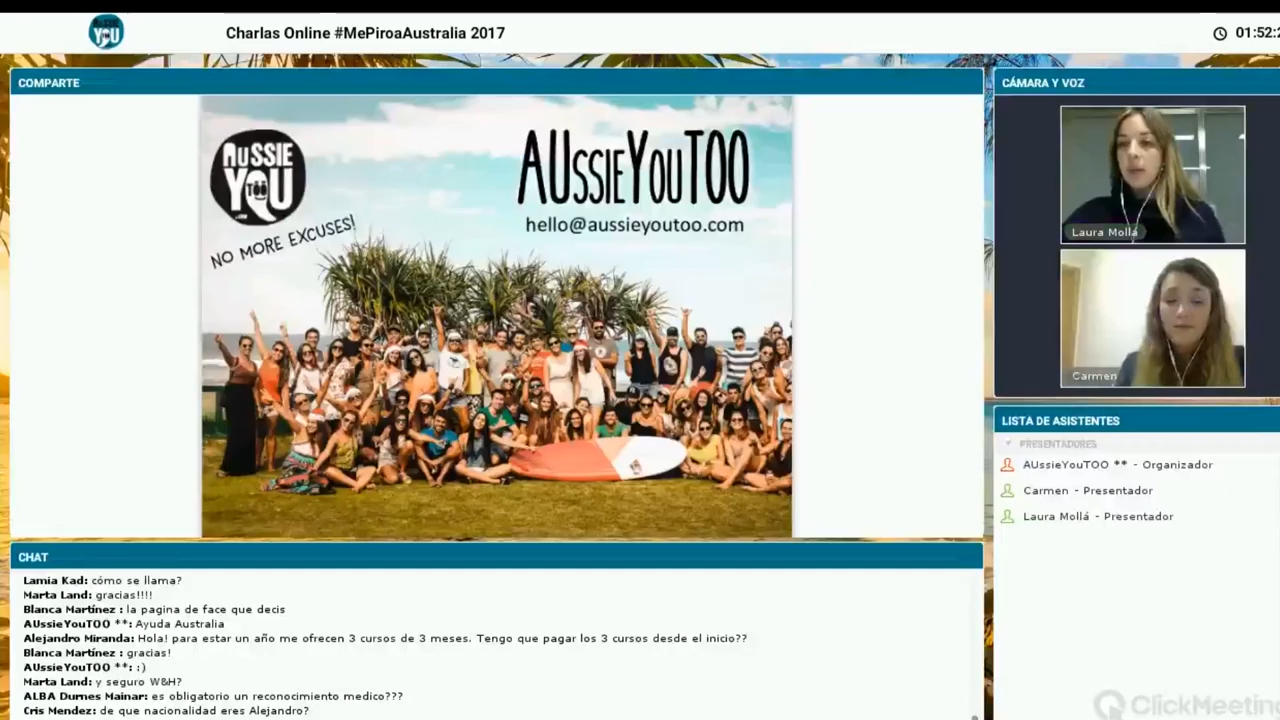 AUSSIE YOU
Charlas Online #MePiroaAustralia 2017
01:52:2
COMPARTE
CÁMARA Y VOZ
AUSSIE
YOU
TOO
.com
NO MORE EXCUSES!
AUssIEYouTOO
hello@aussieyoutoo.com
Laura Mollá
Carmen
LISTA DE ASISTENTES
PRESENTADORES
AUssieYouTOO ** - Organizador
Carmen - Presentador
Laura Mollá - Presentador
CHAT
Lamia Kad: cómo se llama?
Marta Land: gracias!!!!
Blanca Martínez : la pagina de face que decis
AUssieYouTOO **: Ayuda Australia
Alejandro Miranda: Hola! para estar un año me ofrecen 3 cursos de 3 meses. Tengo que pagar los 3 cursos desde el inicio??
Blanca Martínez : gracias!
AUssieYouTOO **: :)
Marta Land: y seguro W&H?
ALBA Durnes Mainar: es obligatorio un reconocimiento medico???
Cris Mendez: de que nacionalidad eres Alejandro?
ClickMeeting